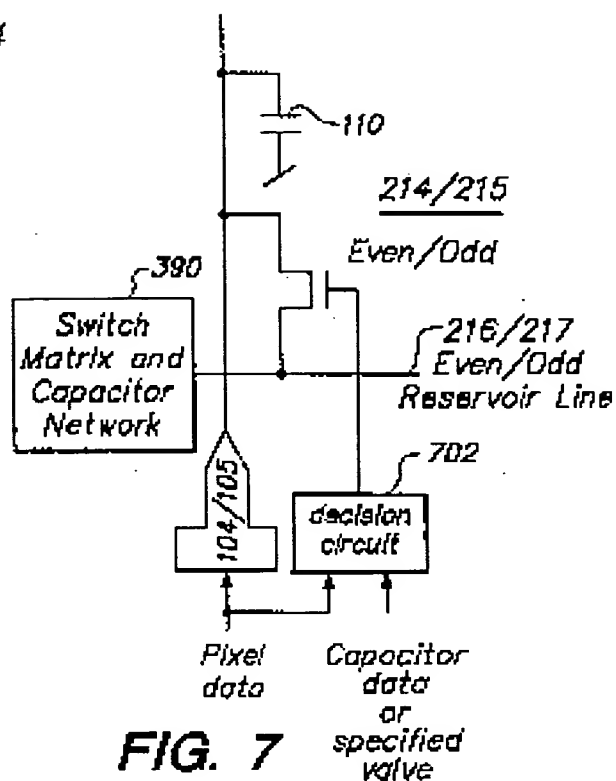 110
214/215
Even/Odd
390
Switch
Matrix and
Capacitor
Network
216/217
Even/Odd
Reservoir Line
702
104/105
decision
circuit
Pixel
data
Capacitor
data
or
specified
valve
FIG. 7